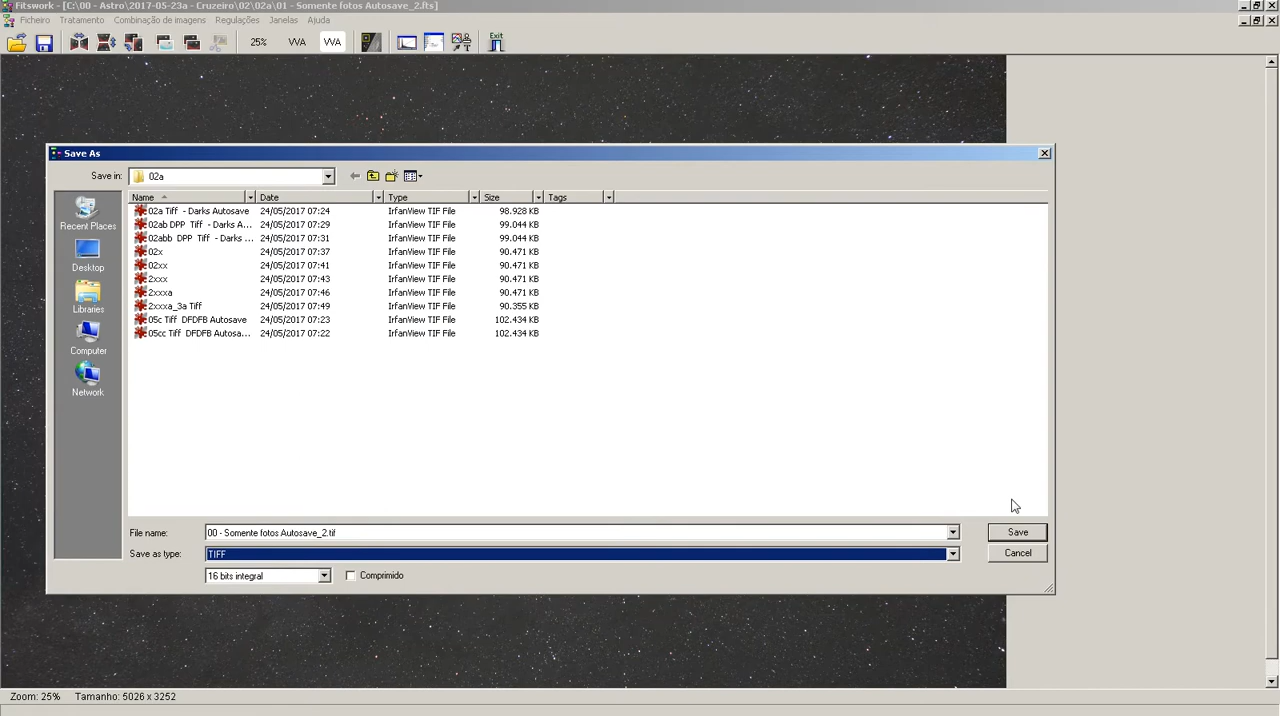 Fitswork - [C:\00 - Astro\2017-05-23a - Cruzeiro\02\02a\01 - Somente fotos Autosave_2.fts]
Ficheiro Tratamento Combinação de imagens Regulações Janelas Ajuda
25%
Exit
Save As
Save in: 02a
Name Date Type Size Tags
02a Tiff - Darks Autosave 24/05/2017 07:24 IrfanView TIF File 98.928 KB
02ab DPP Tiff - Darks A... 24/05/2017 07:29 IrfanView TIF File 99.044 KB
02abb DPP Tiff - Darks ... 24/05/2017 07:31 IrfanView TIF File 99.044 KB
02x 24/05/2017 07:37 IrfanView TIF File 90.471 KB
02xx 24/05/2017 07:41 IrfanView TIF File 90.471 KB
2xxx 24/05/2017 07:43 IrfanView TIF File 90.471 KB
2xxxa 24/05/2017 07:46 IrfanView TIF File 90.471 KB
2xxxa_3a Tiff 24/05/2017 07:49 IrfanView TIF File 90.355 KB
05c Tiff DFDFB Autosave 24/05/2017 07:23 IrfanView TIF File 102.434 KB
05cc Tiff DFDFB Autosa... 24/05/2017 07:22 IrfanView TIF File 102.434 KB
Recent Places
Desktop
Libraries
Computer
Network
File name: 00 - Somente fotos Autosave_2.tif Save
Save as type: TIFF Cancel
16 bits integral Comprimido
Zoom: 25% Tamanho: 5026 x 3252